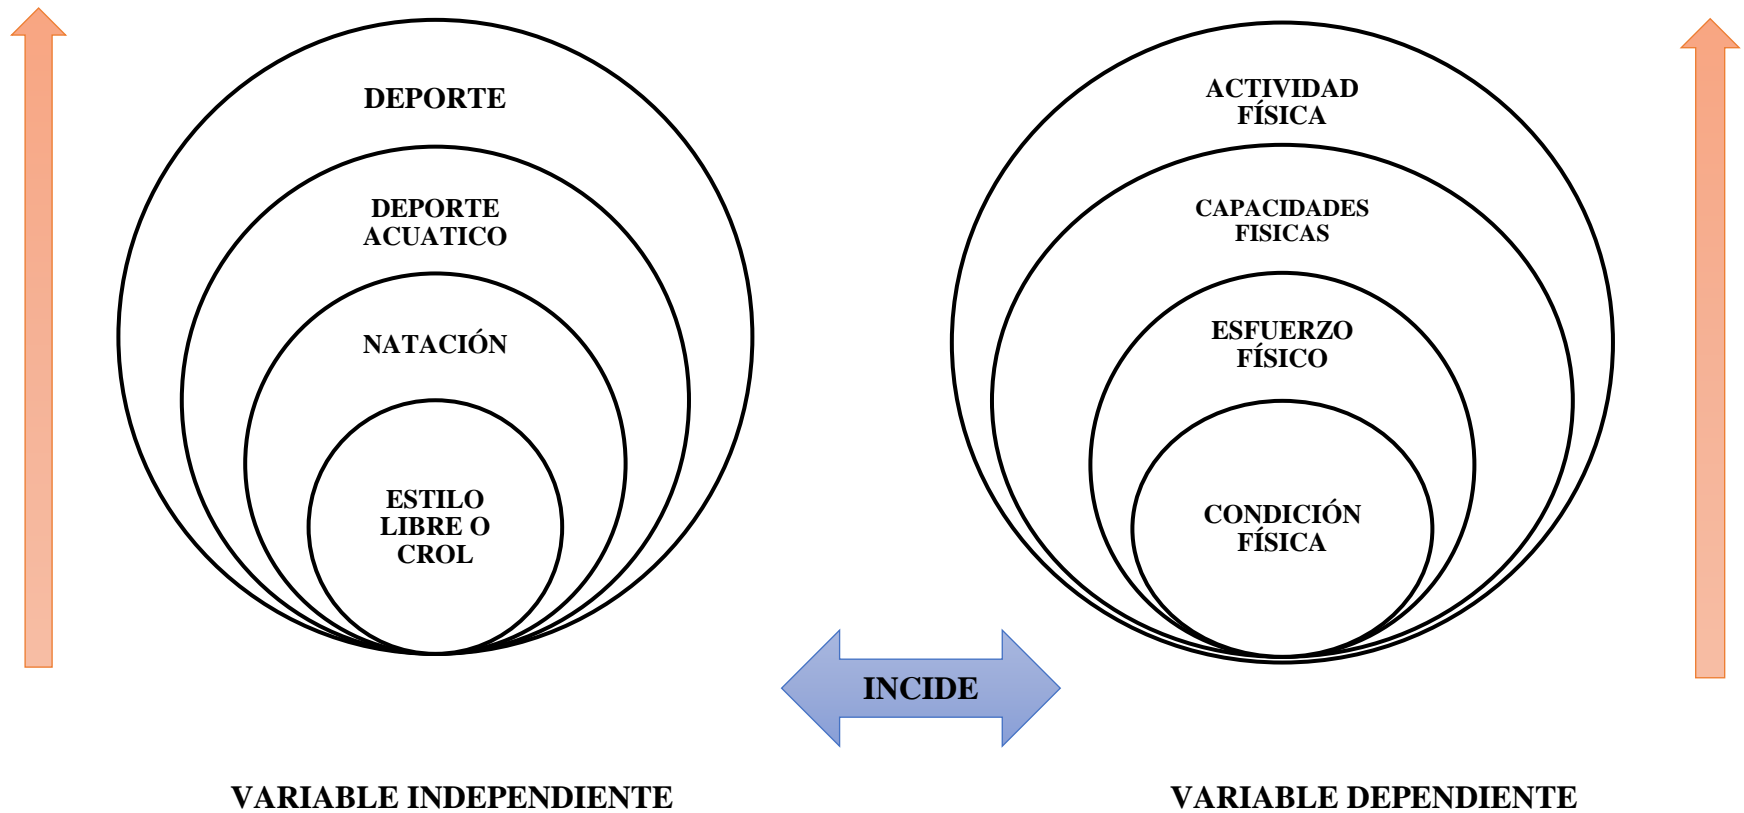 DEPORTE
DEPORTE
ACUATICO
NATACIÓN
ESTILO
LIBRE O
CROL
ACTIVIDAD
FÍSICA
CAPACIDADES
FISICAS
ESFUERZO
FÍSICO
CONDICIÓN
FÍSICA
INCIDE
VARIABLE INDEPENDIENTE
VARIABLE DEPENDIENTE